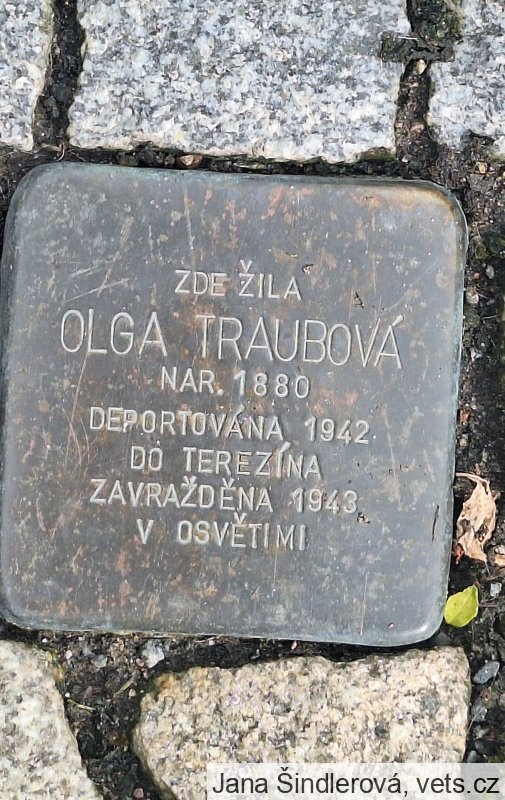 ZDE ŽILA
OLGA TRAUBOVÁ
NAR. 1880
DEPORTOVÁNA 1942
DO TEREZÍNA
ZAVRAŽDĚNA 1943
V OSVĚTIMI
Jana Šindlerová, vets.cz